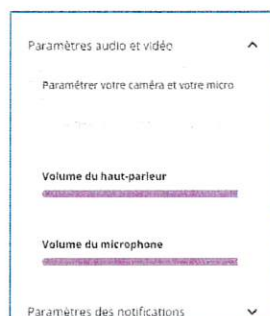 Paramètres audio et vidéo
Paramétrer votre caméra et votre micro
Volume du haut-parleur
Volume du microphone
Paramètres des notifications